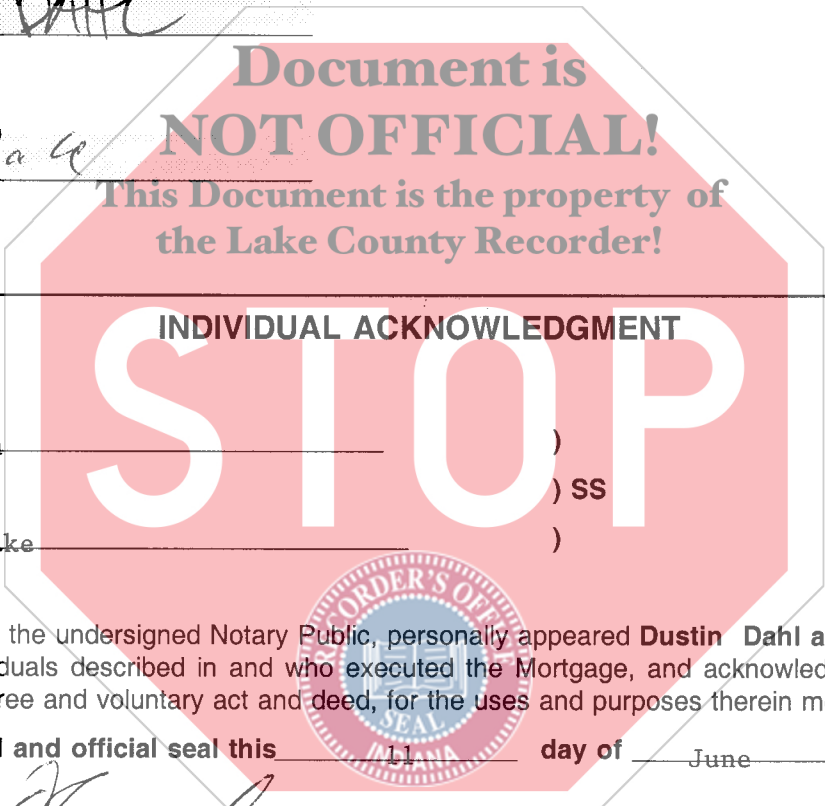 Document is
NOT OFFICIAL!
This Document is the property of
the Lake County Recorder!
INDIVIDUAL ACKNOWLEDGMENT
STOP
)
) SS
ke )
the undersigned Notary Public, personally appeared Dustin Dahl a
duals described in and who executed the Mortgage, and acknowled
ree and voluntary act and deed, for the uses and purposes therein m
and official seal this 11 day of June
RECORDER'S OFFICE
SEAL
INDIANA